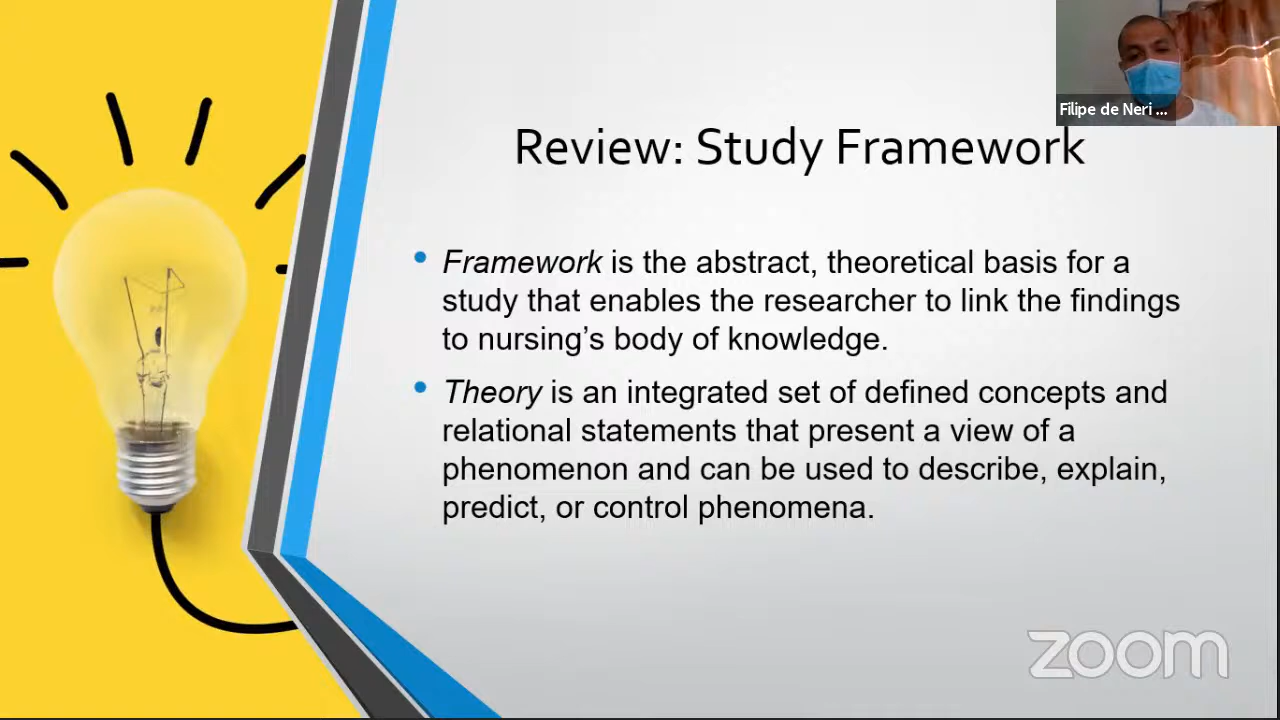 Filipe de Neri ...
Review: Study Framework
• Framework is the abstract, theoretical basis for a
study that enables the researcher to link the findings
to nursing’s body of knowledge.
• Theory is an integrated set of defined concepts and
relational statements that present a view of a
phenomenon and can be used to describe, explain,
predict, or control phenomena.
zoom